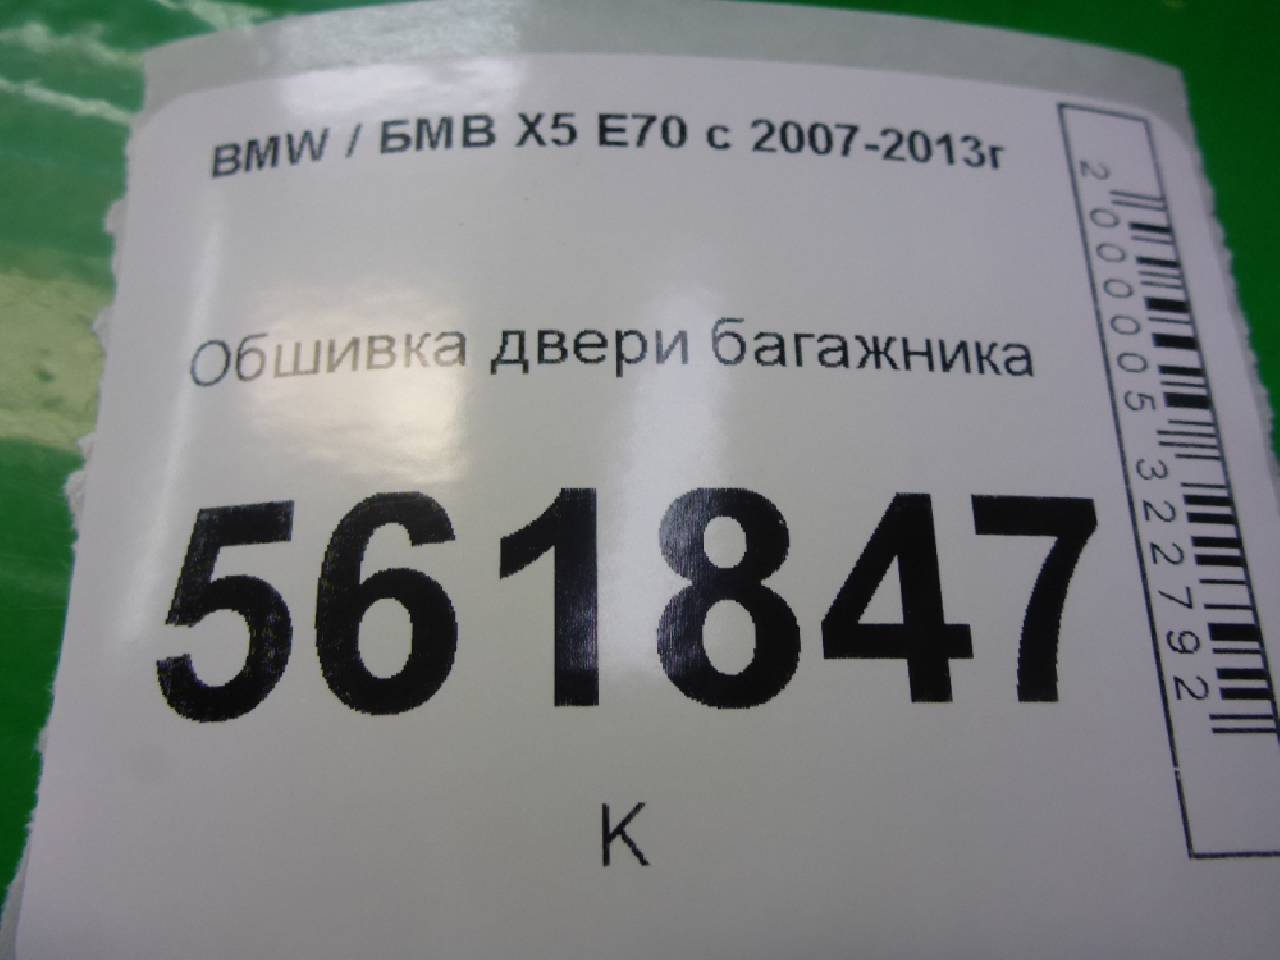 BMW / БМВ X5 E70 с 2007-2013г
Обшивка двери багажника
561847
К
2000005322792